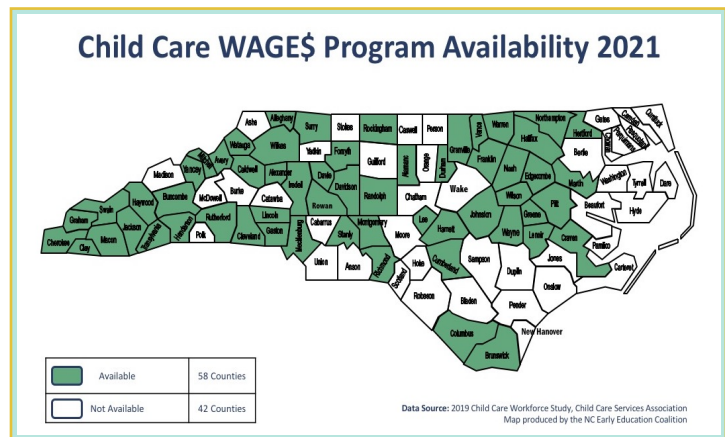 Child Care WAGE$ Program Availability 2021
Ashe
Alleghany
Surry
Stokes
Rockingham
Caswell
Person
Granville
Vance
Warren
Northampton
Hertford
Gates
Camden
Currituck
Pasquotank
Perquimans
Watauga
Wilkes
Yadkin
Forsyth
Guilford
Alamance
Orange
Durham
Franklin
Halifax
Bertie
Mitchell
Avery
Caldwell
Alexander
Iredell
Davie
Davidson
Randolph
Chatham
Wake
Nash
Edgecombe
Martin
Washington
Tyrrell
Dare
Madison
Yancey
Burke
McDowell
Catawba
Rowan
Wilson
Pitt
Beaufort
Hyde
Swain
Haywood
Buncombe
Rutherford
Lincoln
Cabarrus
Montgomery
Moore
Lee
Harnett
Johnston
Greene
Graham
Jackson
Henderson
Polk
Cleveland
Gaston
Mecklenburg
Stanly
Wayne
Lenoir
Craven
Pamlico
Cherokee
Clay
Macon
Transylvania
Union
Anson
Richmond
Scotland
Hoke
Cumberland
Sampson
Duplin
Jones
Onslow
Carteret
Robeson
Bladen
Pender
Columbus
New Hanover
Brunswick
Available 58 Counties
Not Available 42 Counties
Data Source: 2019 Child Care Workforce Study, Child Care Services Association
Map produced by the NC Early Education Coalition